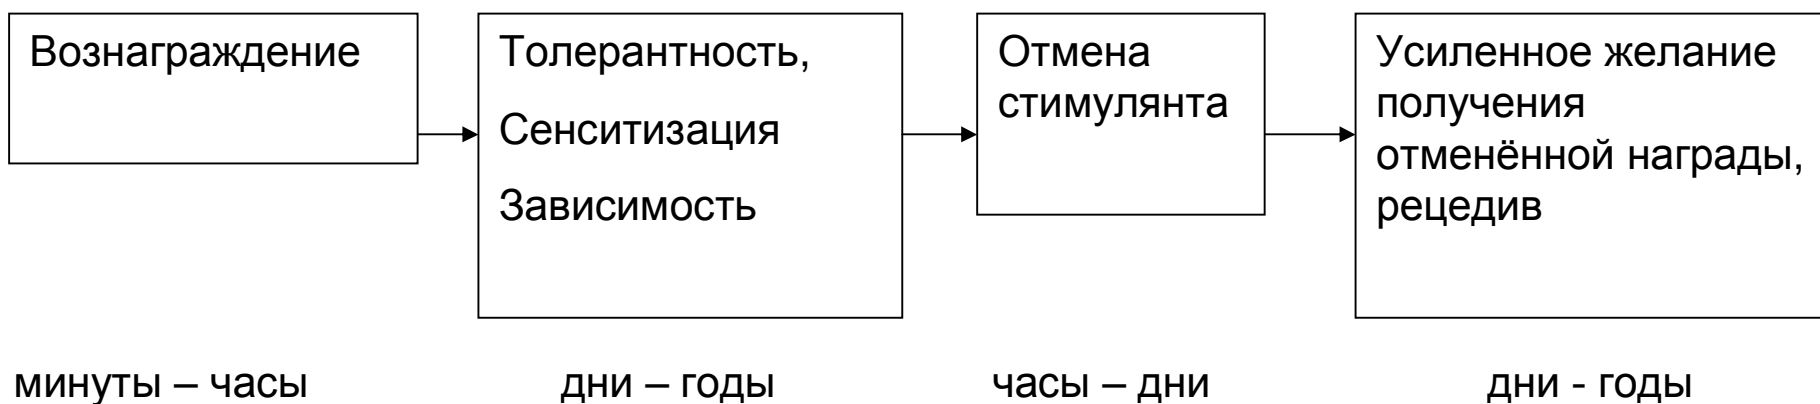 Вознаграждение
Толерантность,
Сенситизация
Зависимость
Отмена
стимулянта
Усиленное желание
получения
отменённой награды,
рецедив
минуты – часы
дни – годы
часы – дни
дни - годы